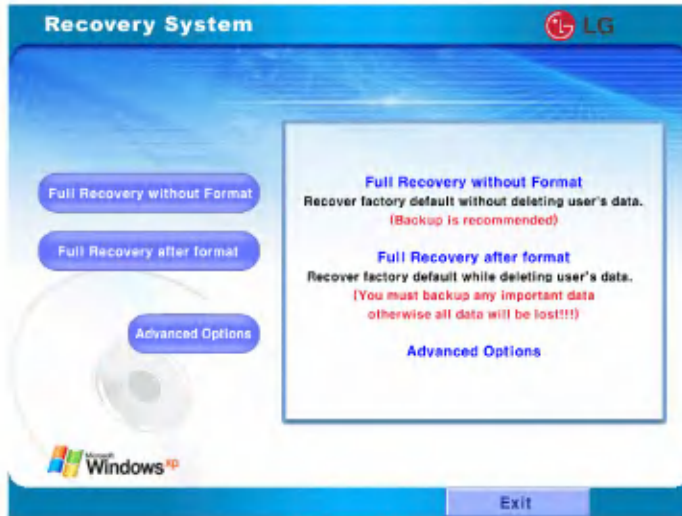 Recovery System
LG
Full Recovery without Format
Full Recovery after format
Advanced Options
Full Recovery without Format
Recover factory default without deleting user's data.
(Backup is recommended)
Full Recovery after format
Recover factory default while deleting user's data.
(You must backup any important data
otherwise all data will be lost!!!)
Advanced Options
Microsoft
Windows xp
Exit